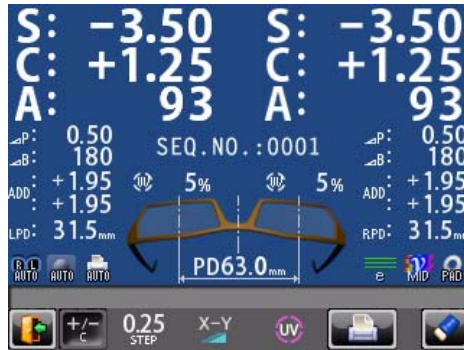 S: -3.50 S: -3.50
C: +1.25 C: +1.25
A: 93 A: 93
⊿P: 0.50 ⊿P: 0.50
⊿B: 180 SEQ.NO.:0001 ⊿B: 180
ADD: +1.95 UV 5% UV 5% ADD: +1.95
: +1.95 : +1.95
LPD: 31.5mm RPD: 31.5mm
R L AUTO AUTO AUTO PD63.0mm e MID PAD
+/- C 0.25 STEP X-Y UV